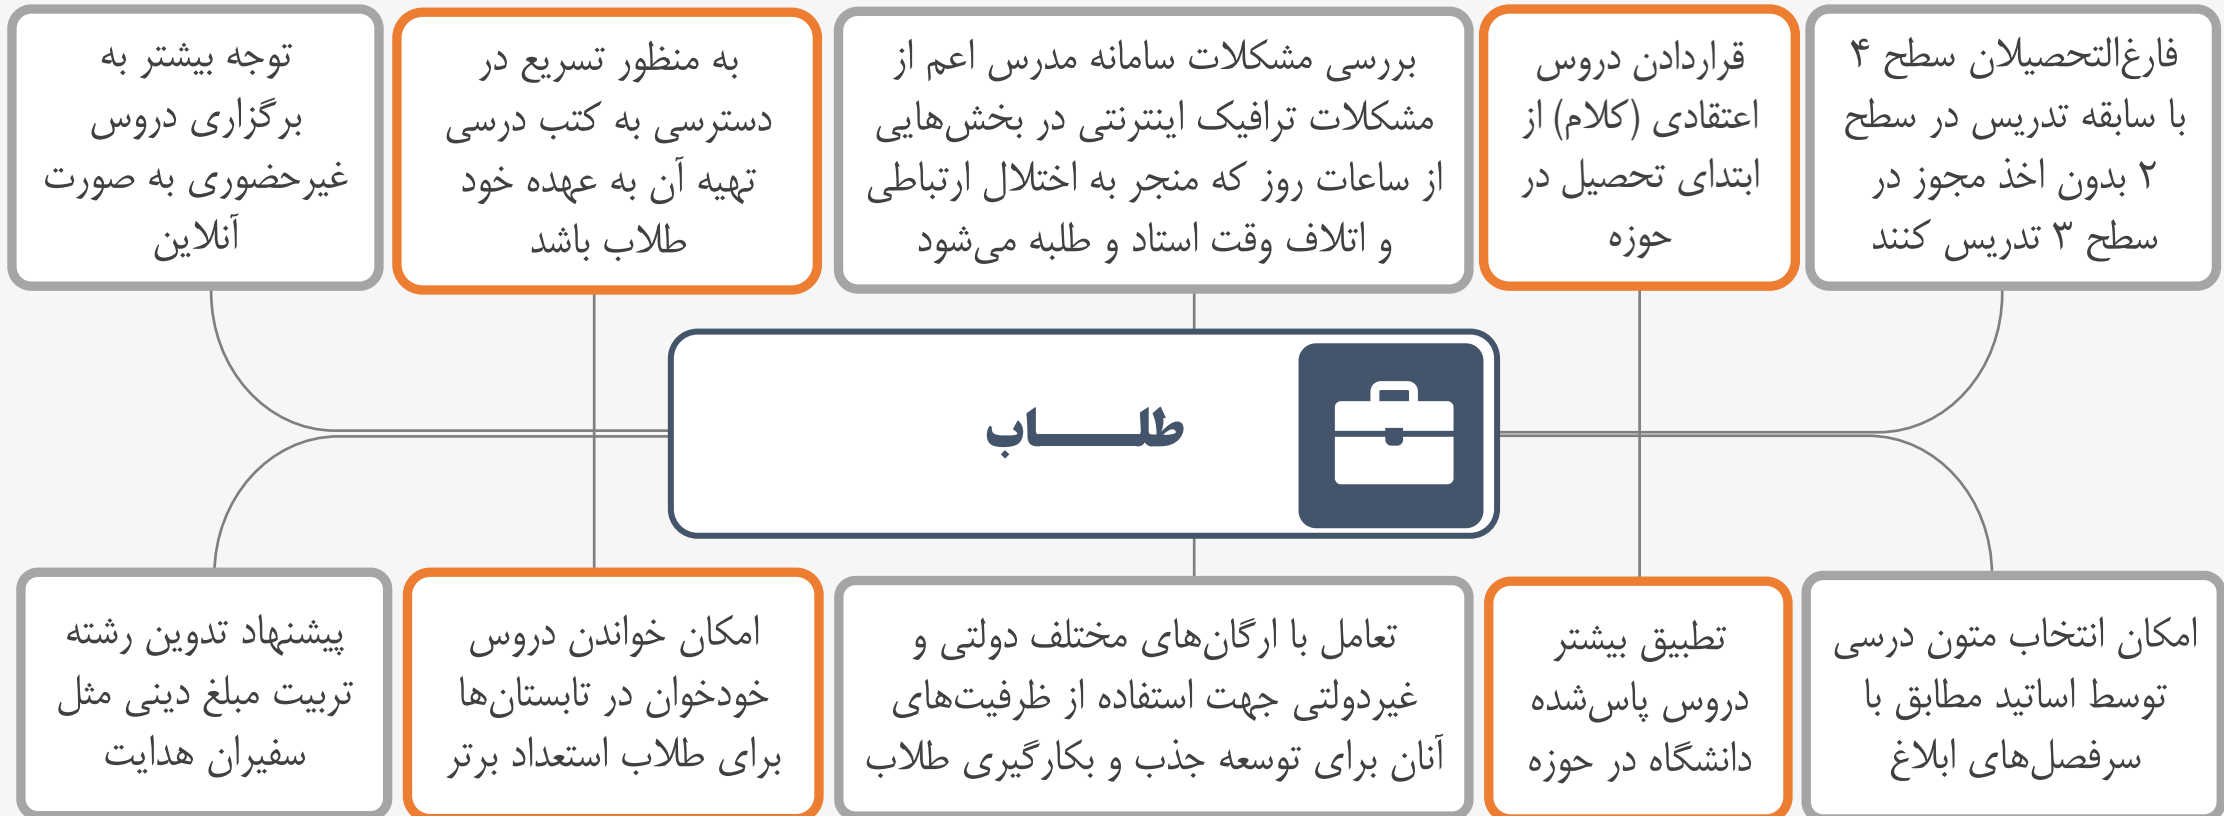 فارغ‌التحصیلان سطح ۴
با سابقه تدریس در سطح
۲ بدون اخذ مجوز در
سطح ۳ تدریس کنند
قراردادن دروس
اعتقادی (کلام) از
ابتدای تحصیل در
حوزه
بررسی مشکلات سامانه مدرس اعم از
مشکلات ترافیک اینترنتی در بخش‌هایی
از ساعات روز که منجر به اختلال ارتباطی
و اتلاف وقت استاد و طلبه می‌شود
به منظور تسریع در
دسترسی به کتب درسی
تهیه آن به عهده خود
طلاب باشد
توجه بیشتر به
برگزاری دروس
غیرحضوری به صورت
آنلاین
طلـــــاب
امکان انتخاب متون درسی
توسط اساتید مطابق با
سرفصل‌های ابلاغ
تطبیق بیشتر
دروس پاس‌شده
دانشگاه در حوزه
تعامل با ارگان‌های مختلف دولتی و
غیردولتی جهت استفاده از ظرفیت‌های
آنان برای توسعه جذب و بکارگیری طلاب
امکان خواندن دروس
خودخوان در تابستان‌ها
برای طلاب استعداد برتر
پیشنهاد تدوین رشته
تربیت مبلغ دینی مثل
سفیران هدایت